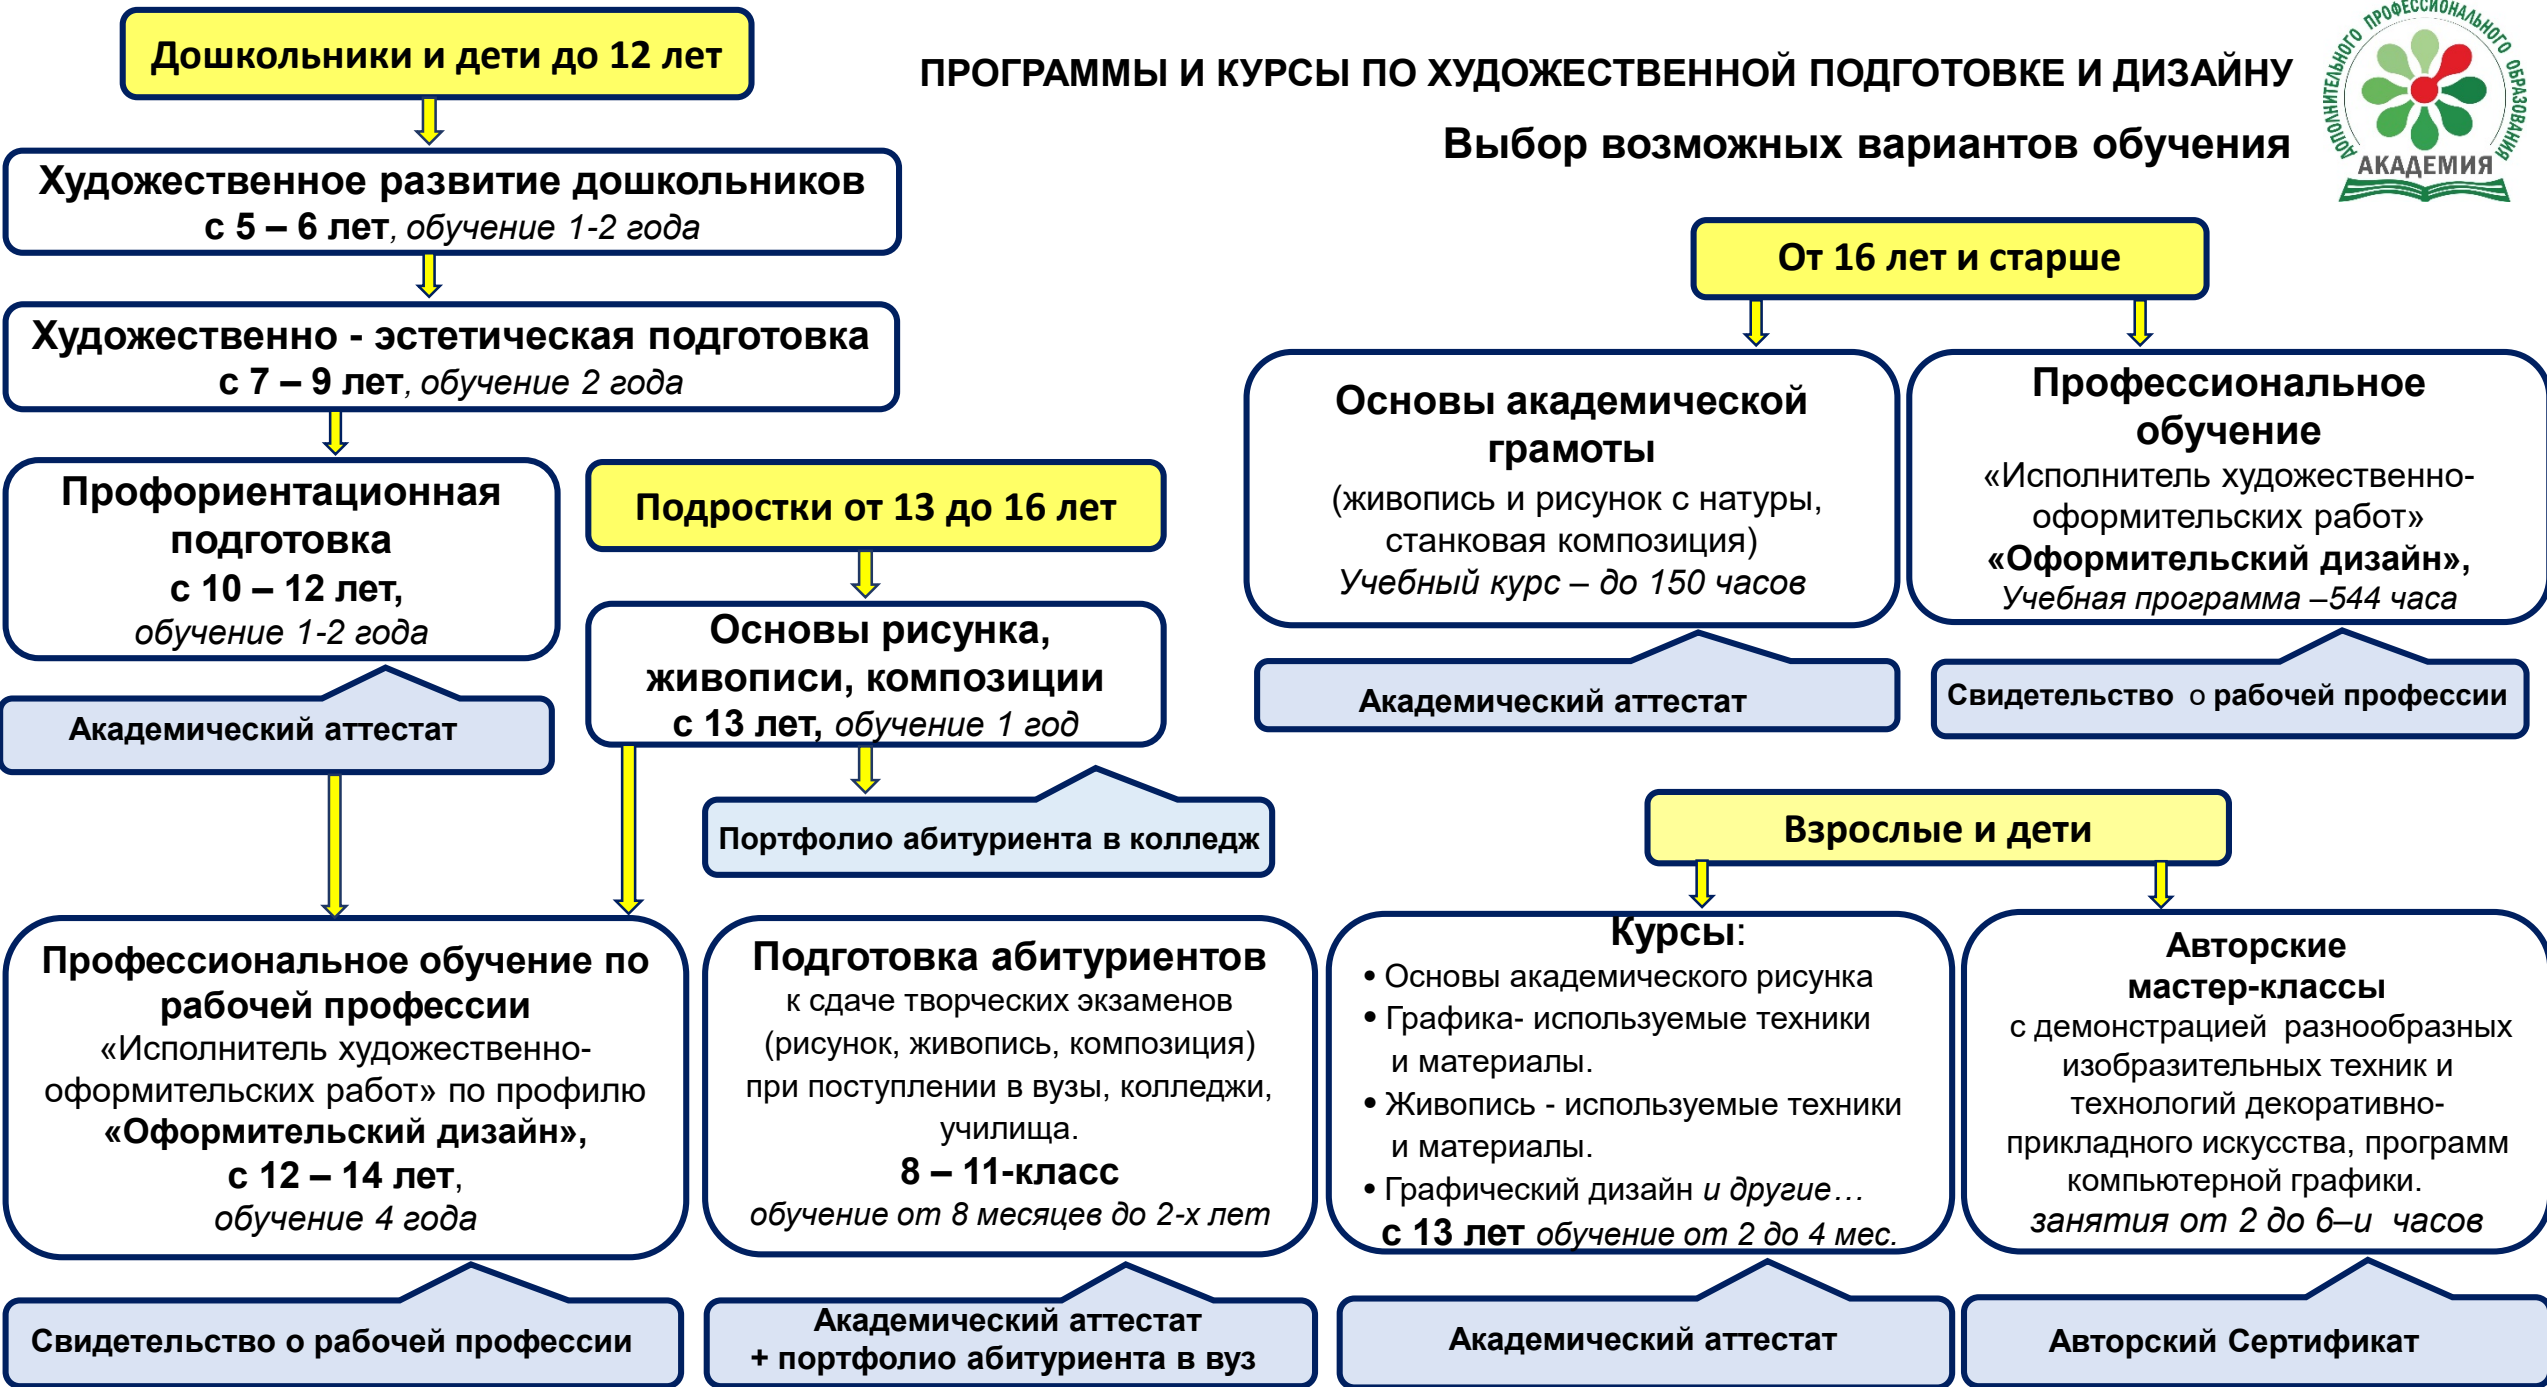 ПРОГРАММЫ И КУРСЫ ПО ХУДОЖЕСТВЕННОЙ ПОДГОТОВКЕ И ДИЗАЙНУ
Выбор возможных вариантов обучения
ДОПОЛНИТЕЛЬНОГО ПРОФЕССИОНАЛЬНОГО ОБРАЗОВАНИЯ
АКАДЕМИЯ
Дошкольники и дети до 12 лет
Художественное развитие дошкольников
с 5 – 6 лет, обучение 1-2 года
Художественно - эстетическая подготовка
с 7 – 9 лет, обучение 2 года
Профориентационная
подготовка
с 10 – 12 лет,
обучение 1-2 года
Академический аттестат
Подростки от 13 до 16 лет
Основы рисунка,
живописи, композиции
с 13 лет, обучение 1 год
Портфолио абитуриента в колледж
Профессиональное обучение по
рабочей профессии
«Исполнитель художественно-
оформительских работ» по профилю
«Оформительский дизайн»,
с 12 – 14 лет,
обучение 4 года
Свидетельство о рабочей профессии
Подготовка абитуриентов
к сдаче творческих экзаменов
(рисунок, живопись, композиция)
при поступлении в вузы, колледжи,
училища.
8 – 11-класс
обучение от 8 месяцев до 2-х лет
Академический аттестат
+ портфолио абитуриента в вуз
От 16 лет и старше
Основы академической
грамоты
(живопись и рисунок с натуры,
станковая композиция)
Учебный курс – до 150 часов
Академический аттестат
Профессиональное
обучение
«Исполнитель художественно-
оформительских работ»
«Оформительский дизайн»,
Учебная программа –544 часа
Свидетельство о рабочей профессии
Взрослые и дети
Курсы:
• Основы академического рисунка
• Графика- используемые техники
и материалы.
• Живопись - используемые техники
и материалы.
• Графический дизайн и другие…
с 13 лет обучение от 2 до 4 мес.
Академический аттестат
Авторские
мастер-классы
с демонстрацией разнообразных
изобразительных техник и
технологий декоративно-
прикладного искусства, программ
компьютерной графики.
занятия от 2 до 6–и часов
Авторский Сертификат